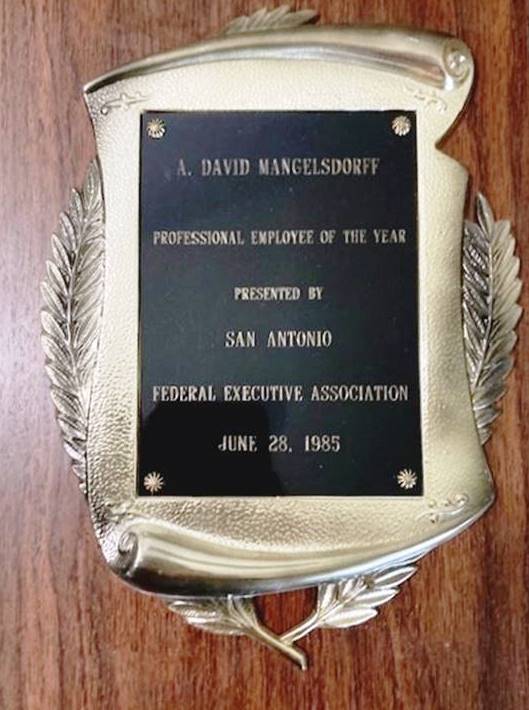 A. DAVID MANGELSDORFF
PROFESSIONAL EMPLOYEE OF THE YEAR
PRESENTED BY
SAN ANTONIO
FEDERAL EXECUTIVE ASSOCIATION
JUNE 28, 1985